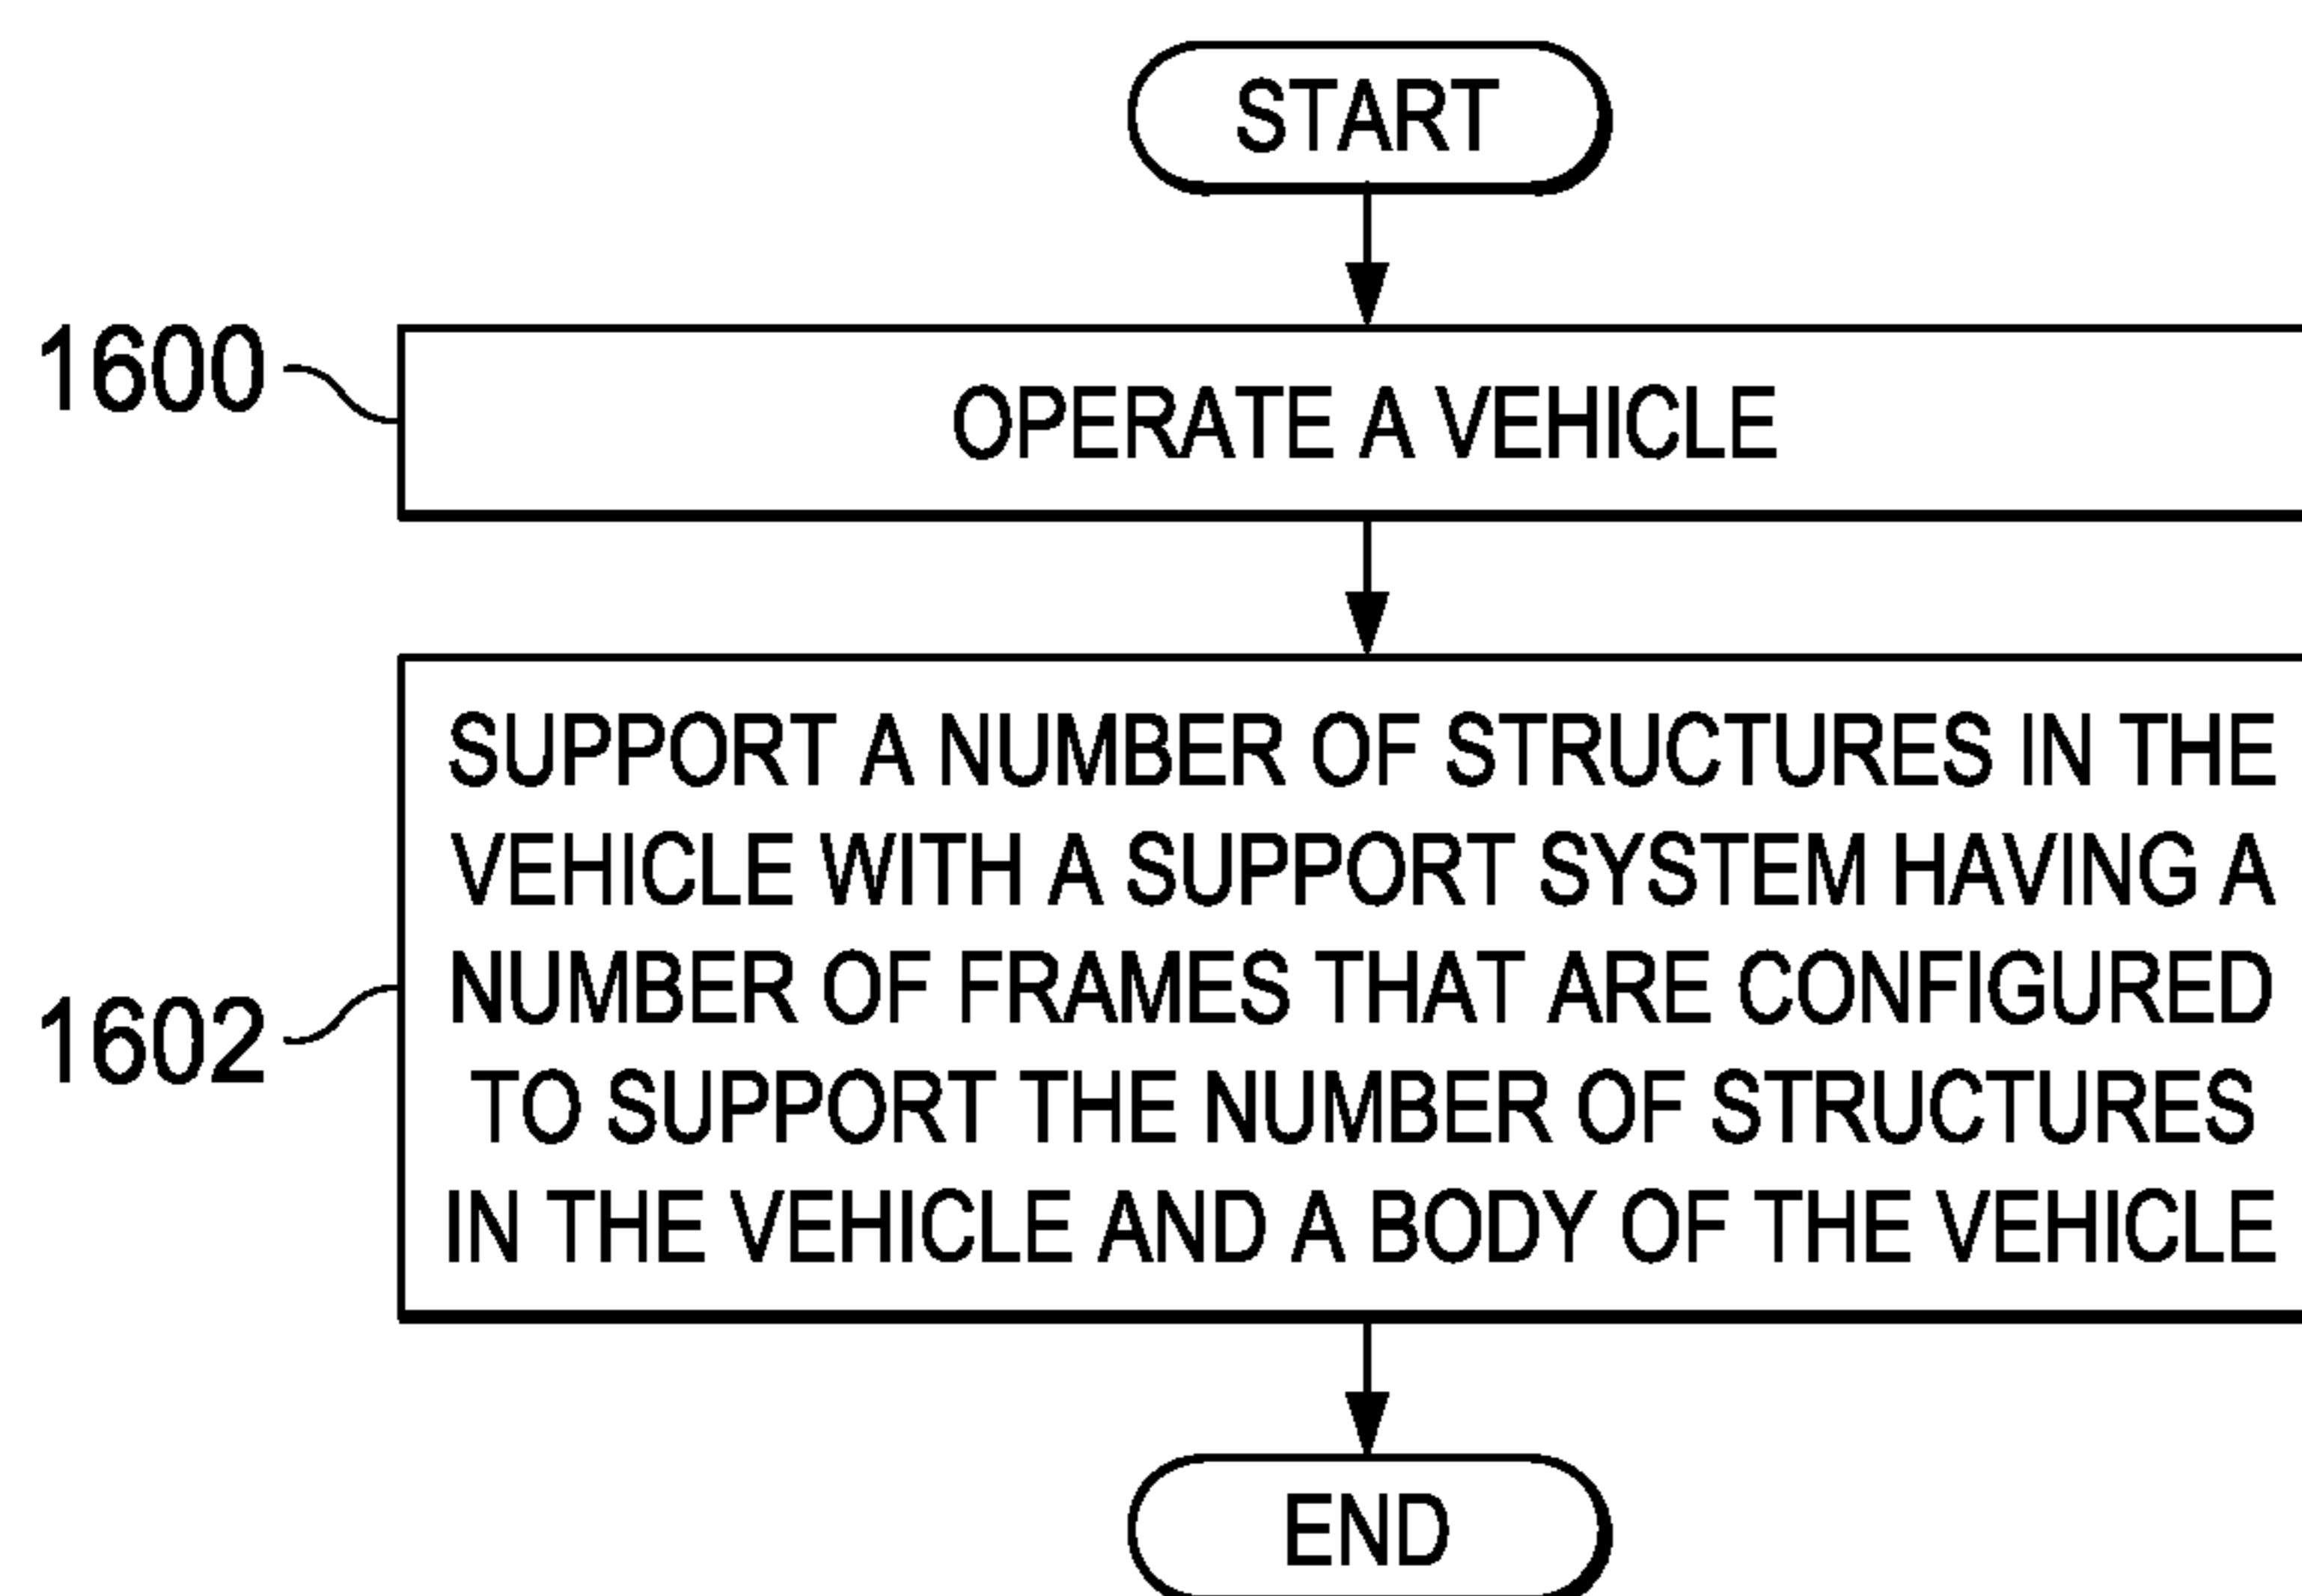 START
1600
OPERATE A VEHICLE
SUPPORT A NUMBER OF STRUCTURES IN THE
VEHICLE WITH A SUPPORT SYSTEM HAVING A
NUMBER OF FRAMES THAT ARE CONFIGURED
1602
TO SUPPORT THE NUMBER OF STRUCTURES
IN THE VEHICLE AND A BODY OF THE VEHICLE
END